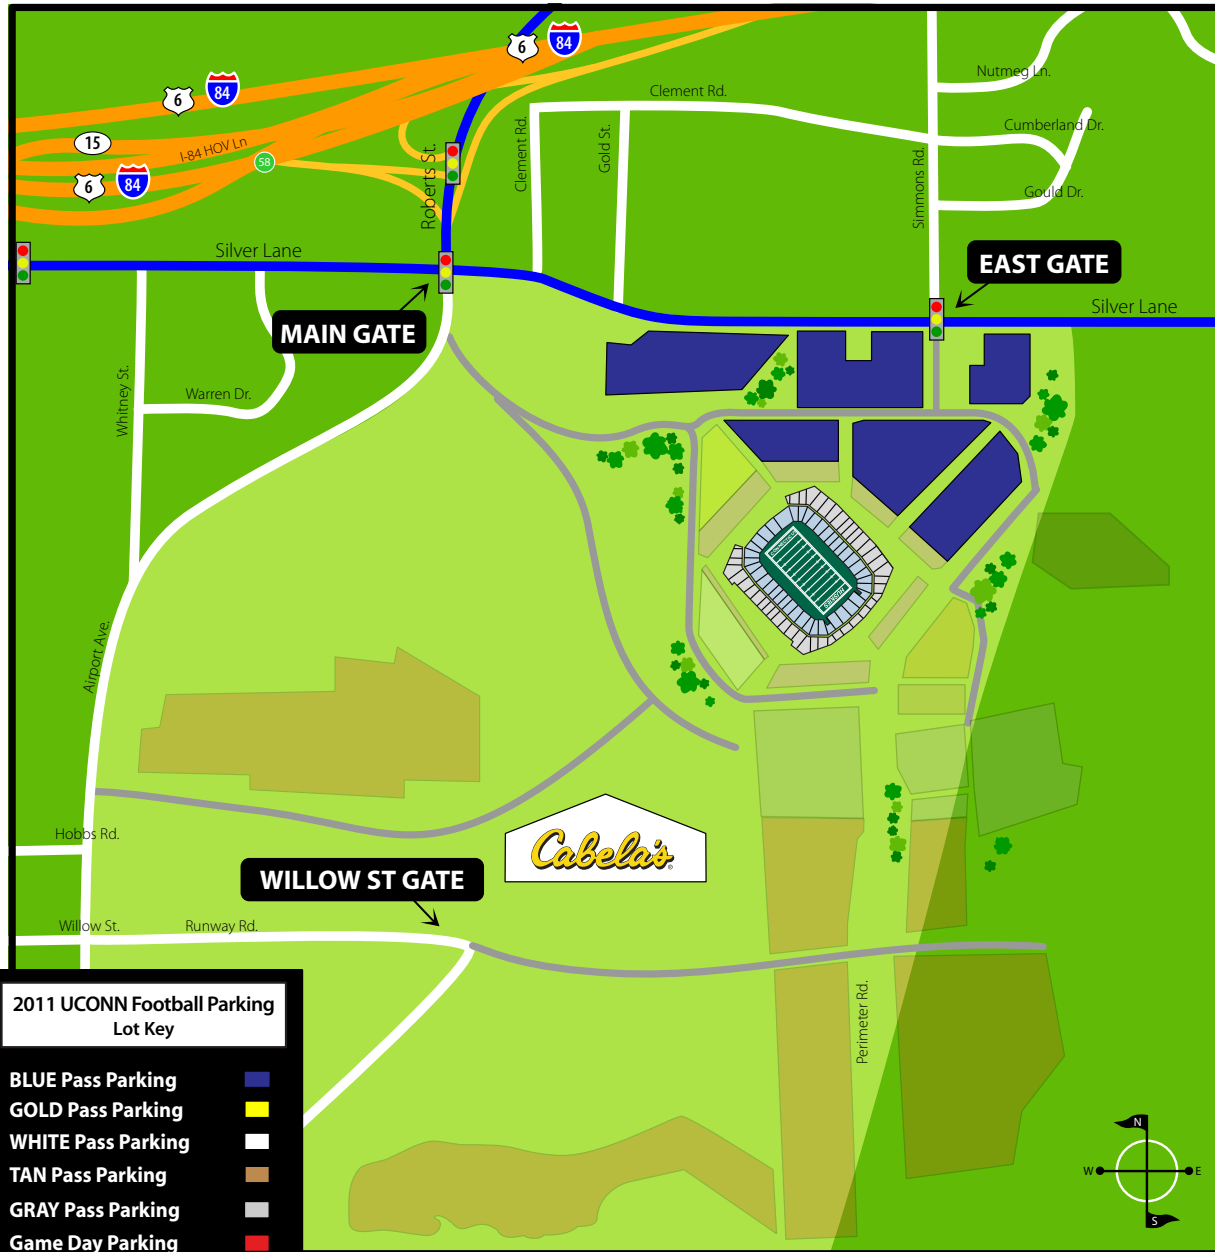 6
84
Nutmeg Ln.
6
84
Clement Rd.
Cumberland Dr.
15
I-84 HOV Ln
58
Clement Rd.
Gold St.
Simmons Rd.
Roberts St.
6
84
Gould Dr.
Silver Lane
EAST GATE
MAIN GATE
Silver Lane
Whitney St.
Warren Dr.
Airport Ave.
Hobbs Rd.
Cabela's
®
WILLOW ST GATE
Willow St.
Runway Rd.
Perimeter Rd.
2011 UCONN Football Parking
Lot Key
BLUE Pass Parking
GOLD Pass Parking
WHITE Pass Parking
TAN Pass Parking
GRAY Pass Parking
Game Day Parking
N
W
E
S